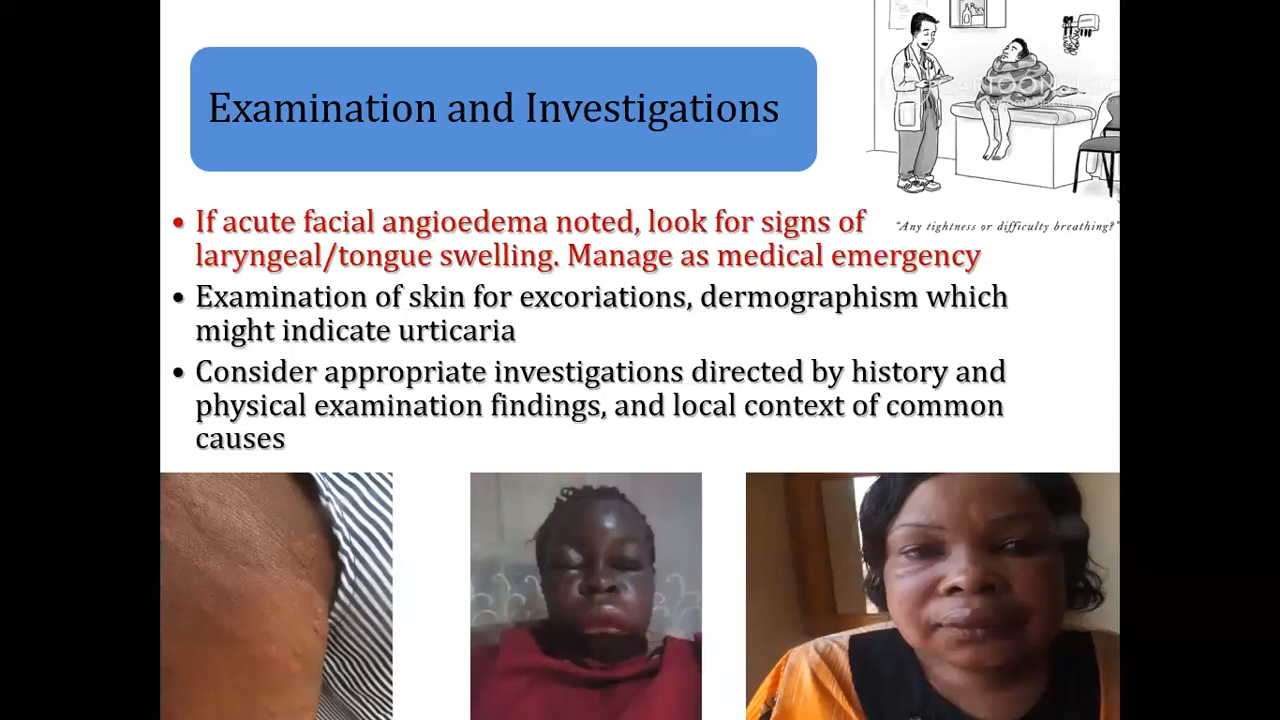 Examination and Investigations
"Any tightness or difficulty breathing?"
• If acute facial angioedema noted, look for signs of
laryngeal/tongue swelling. Manage as medical emergency
• Examination of skin for excoriations, dermographism which
might indicate urticaria
• Consider appropriate investigations directed by history and
physical examination findings, and local context of common
causes